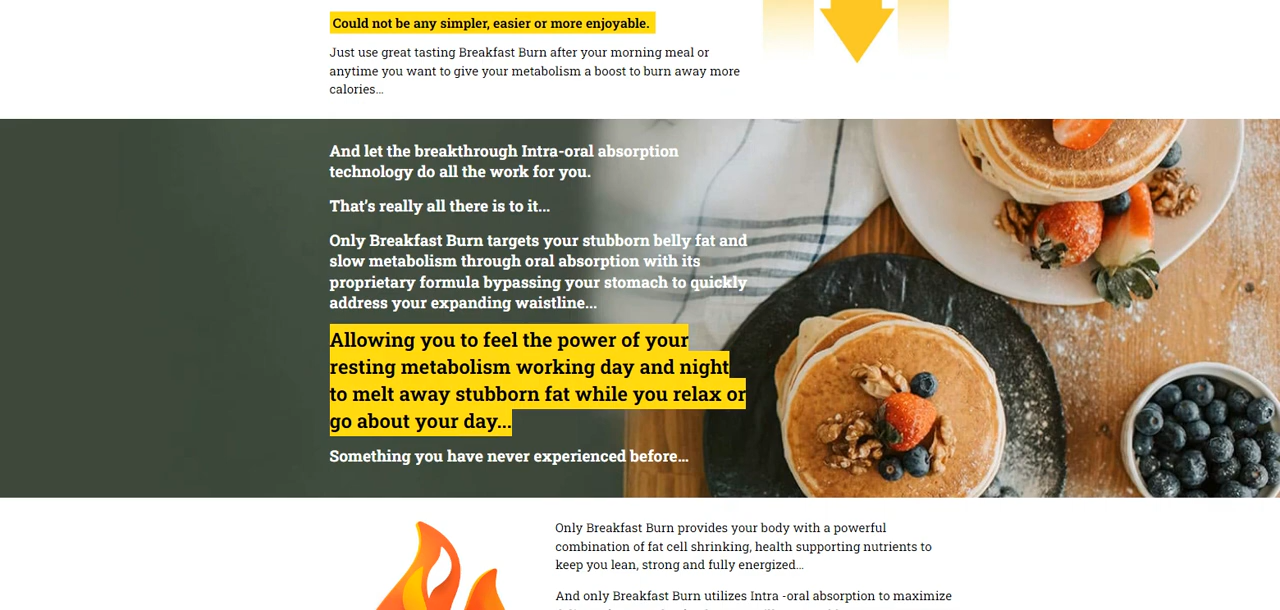 Could not be any simpler, easier or more enjoyable.
Just use great tasting Breakfast Burn after your morning meal or
anytime you want to give your metabolism a boost to burn away more
calories...
And let the breakthrough Intra-oral absorption
technology do all the work for you.
That's really all there is to it...
Only Breakfast Burn targets your stubborn belly fat and
slow metabolism through oral absorption with its
proprietary formula bypassing your stomach to quickly
address your expanding waistline...
Allowing you to feel the power of your
resting metabolism working day and night
to melt away stubborn fat while you relax or
go about your day...
Something you have never experienced before...
Only Breakfast Burn provides your body with a powerful
combination of fat cell shrinking, health supporting nutrients to
keep you lean, strong and fully energized...
And only Breakfast Burn utilizes Intra -oral absorption to maximize